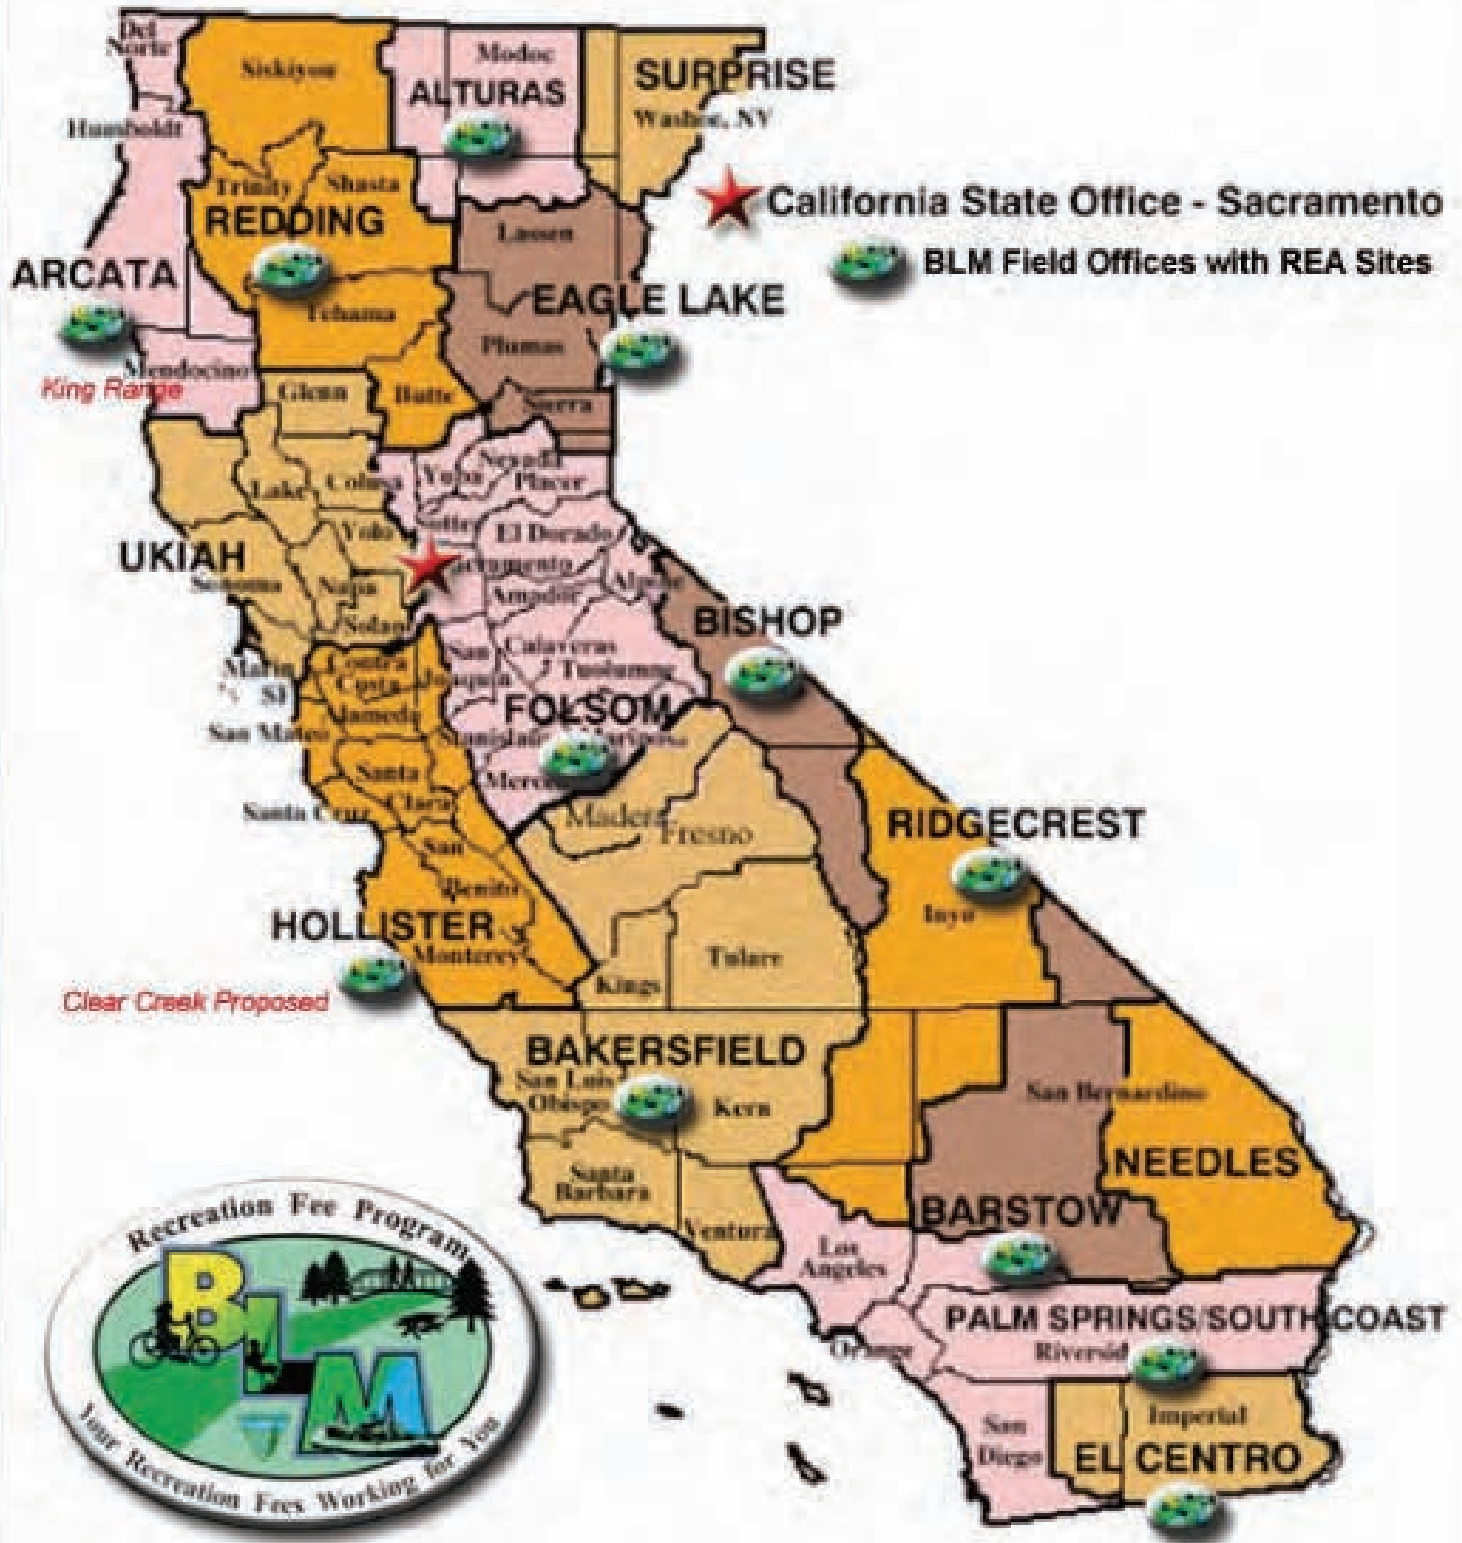 Del
Norte
Siskiyou
Modoc
ALTURAS
SURPRISE
Washoe, NV
Humboldt
Trinity
Shasta
REDDING
California State Office - Sacramento
BLM Field Offices with REA Sites
Lassen
ARCATA
EAGLE LAKE
Tehama
Plumas
Mendocino
King Range
Glenn
Butte
Sierra
Nevada
Yuba
Placer
Lake
Colusa
Yolo
Sutter
El Dorado
UKIAH
Sacramento
Sonoma
Napa
Amador
Alpine
Solano
BISHOP
Marin
SF
Contra
Costa
San
Joaquin
Calaveras
Tuolumne
FOLSOM
Alameda
San Mateo
Stanislaus
Mariposa
Santa
Clara
Merced
Santa Cruz
Madera
Fresno
RIDGECREST
San
Benito
HOLLISTER
Monterey
Inyo
Tulare
Kings
Clear Creek Proposed
BAKERSFIELD
San Luis
Obispo
Kern
San Bernardino
NEEDLES
Santa
Barbara
Ventura
BARSTOW
Los
Angeles
PALM SPRINGS/SOUTH COAST
Orange
Riverside
San
Diego
Imperial
EL CENTRO
Recreation Fee Program
BLM
Your Recreation Fees Working for You